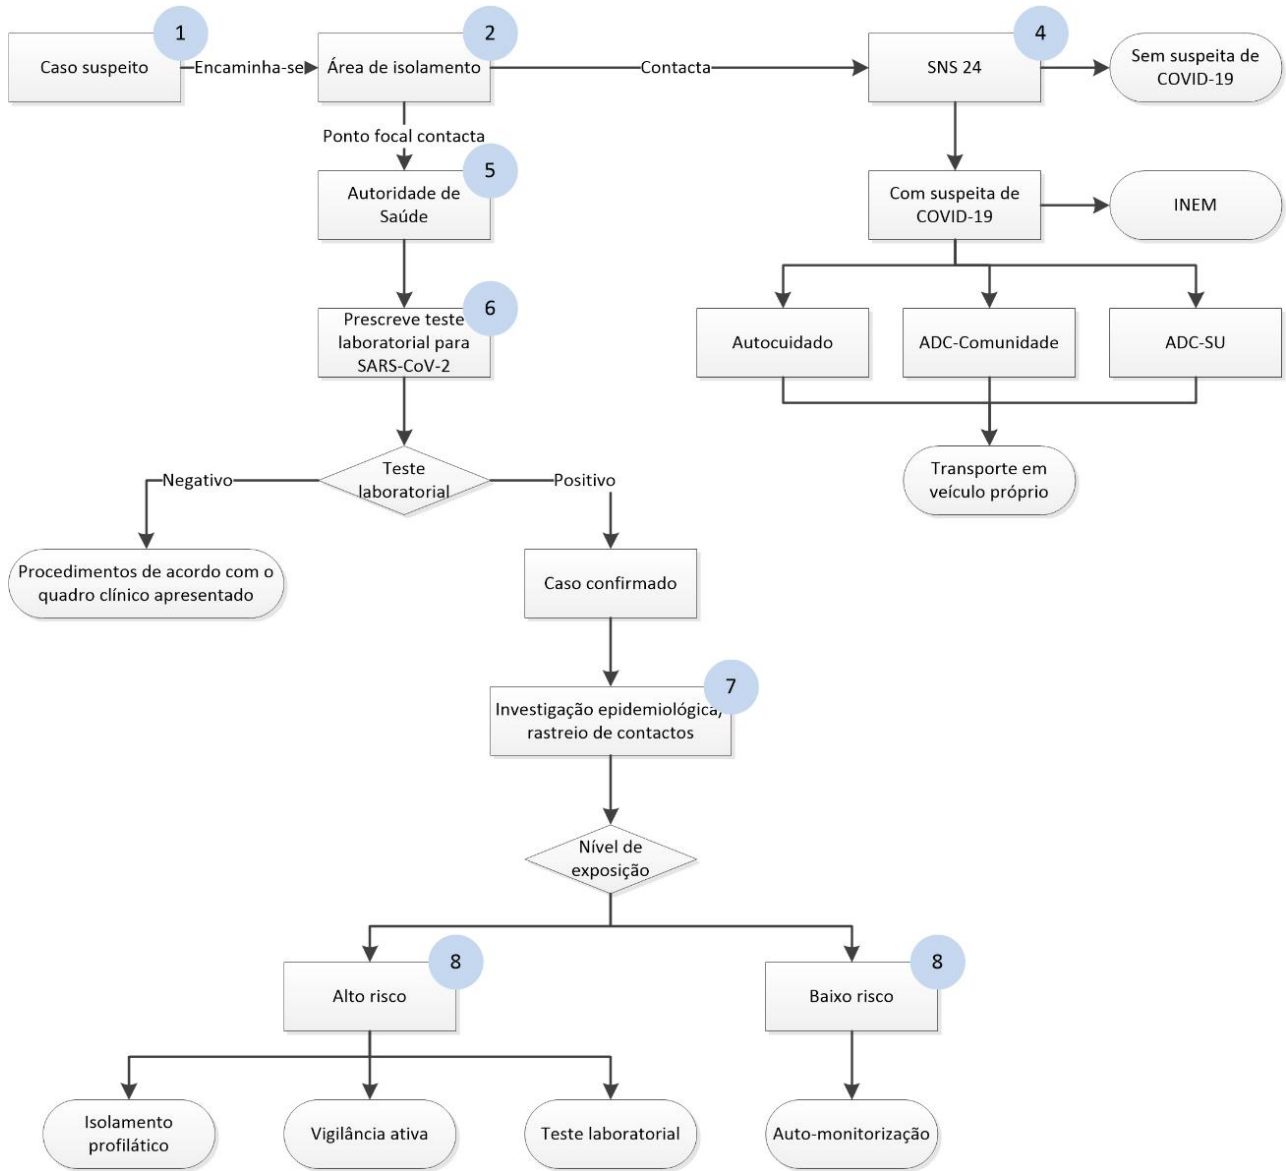 1
2
4
Caso suspeito
Encaminha-se
Área de isolamento
Contacta
SNS 24
Sem suspeita de
COVID-19
Ponto focal contacta
5
Autoridade de
Saúde
Com suspeita de
COVID-19
INEM
6
Prescreve teste
laboratorial para
SARS-CoV-2
Autocuidado
ADC-Comunidade
ADC-SU
Negativo
Teste
laboratorial
Positivo
Transporte em
veículo próprio
Procedimentos de acordo com o
quadro clínico apresentado
Caso confirmado
7
Investigação epidemiológica,
rastreio de contactos
Nível de
exposição
8
8
Alto risco
Baixo risco
Isolamento
profilático
Vigilância ativa
Teste laboratorial
Auto-monitorização